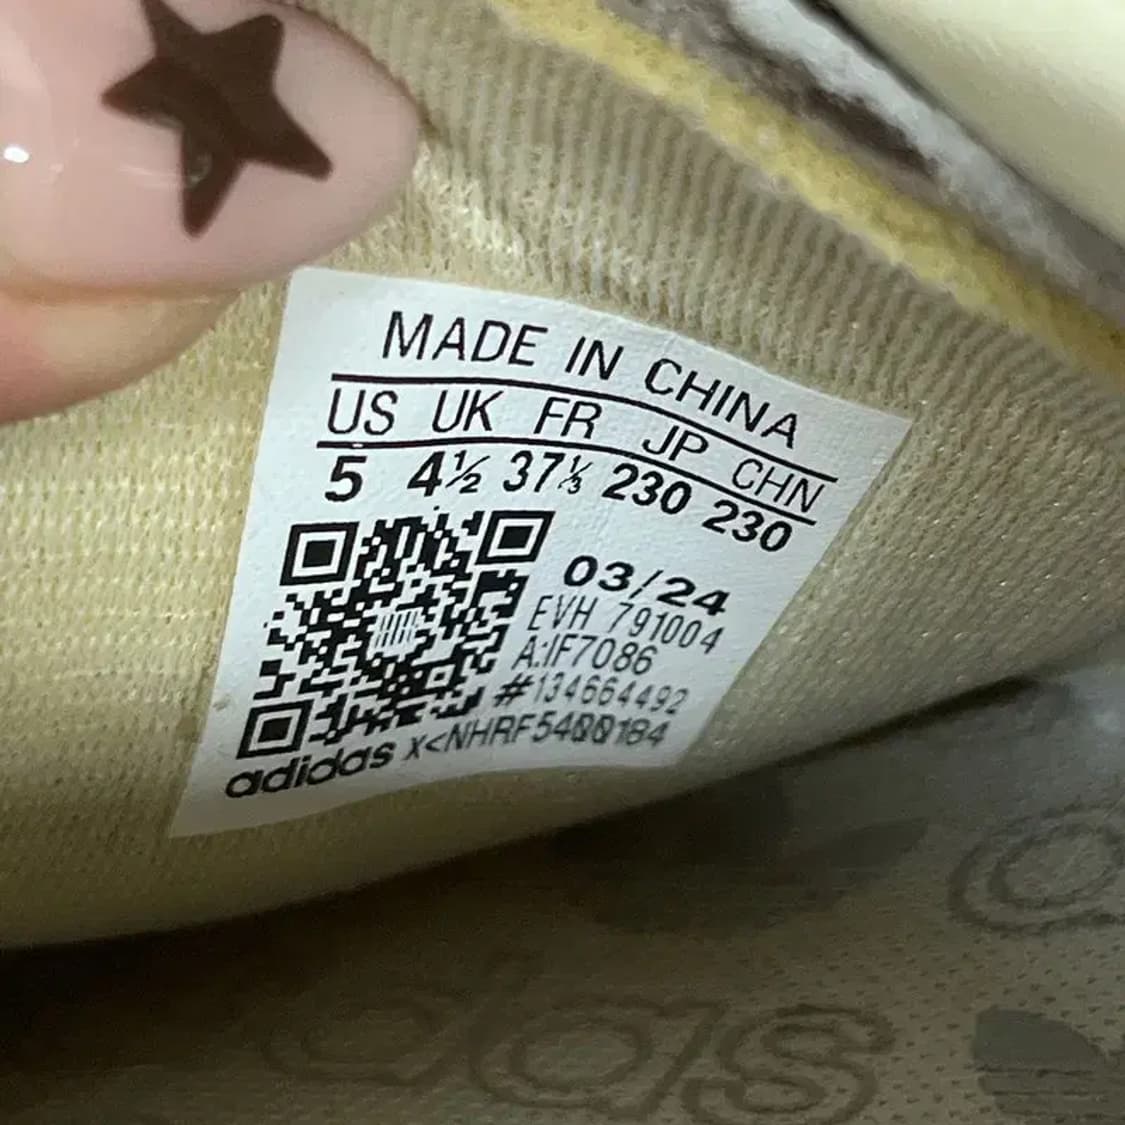 MADE IN CHINA
US UK FR JP CHN
5 4½ 37⅓ 230 230
03/24
EVH 791004
A:IF7086
#134664492
adidas X<NHRF5400184
das